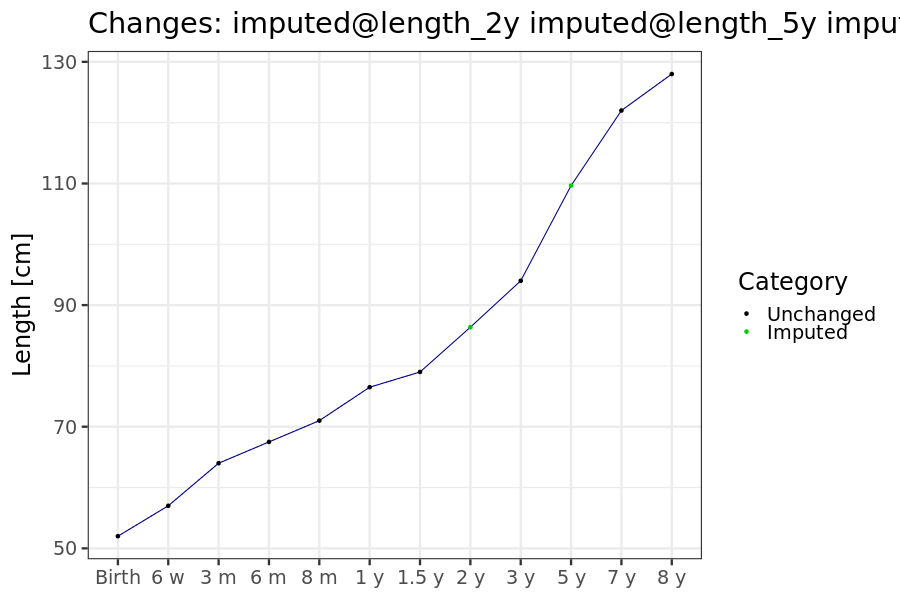 Changes: imputed@length_2y imputed@length_5y
130
110
90
70
50
Length [cm]
Birth 6 w 3 m 6 m 8 m 1 y 1.5 y 2 y 3 y 5 y 7 y 8 y
Category
Unchanged
Imputed